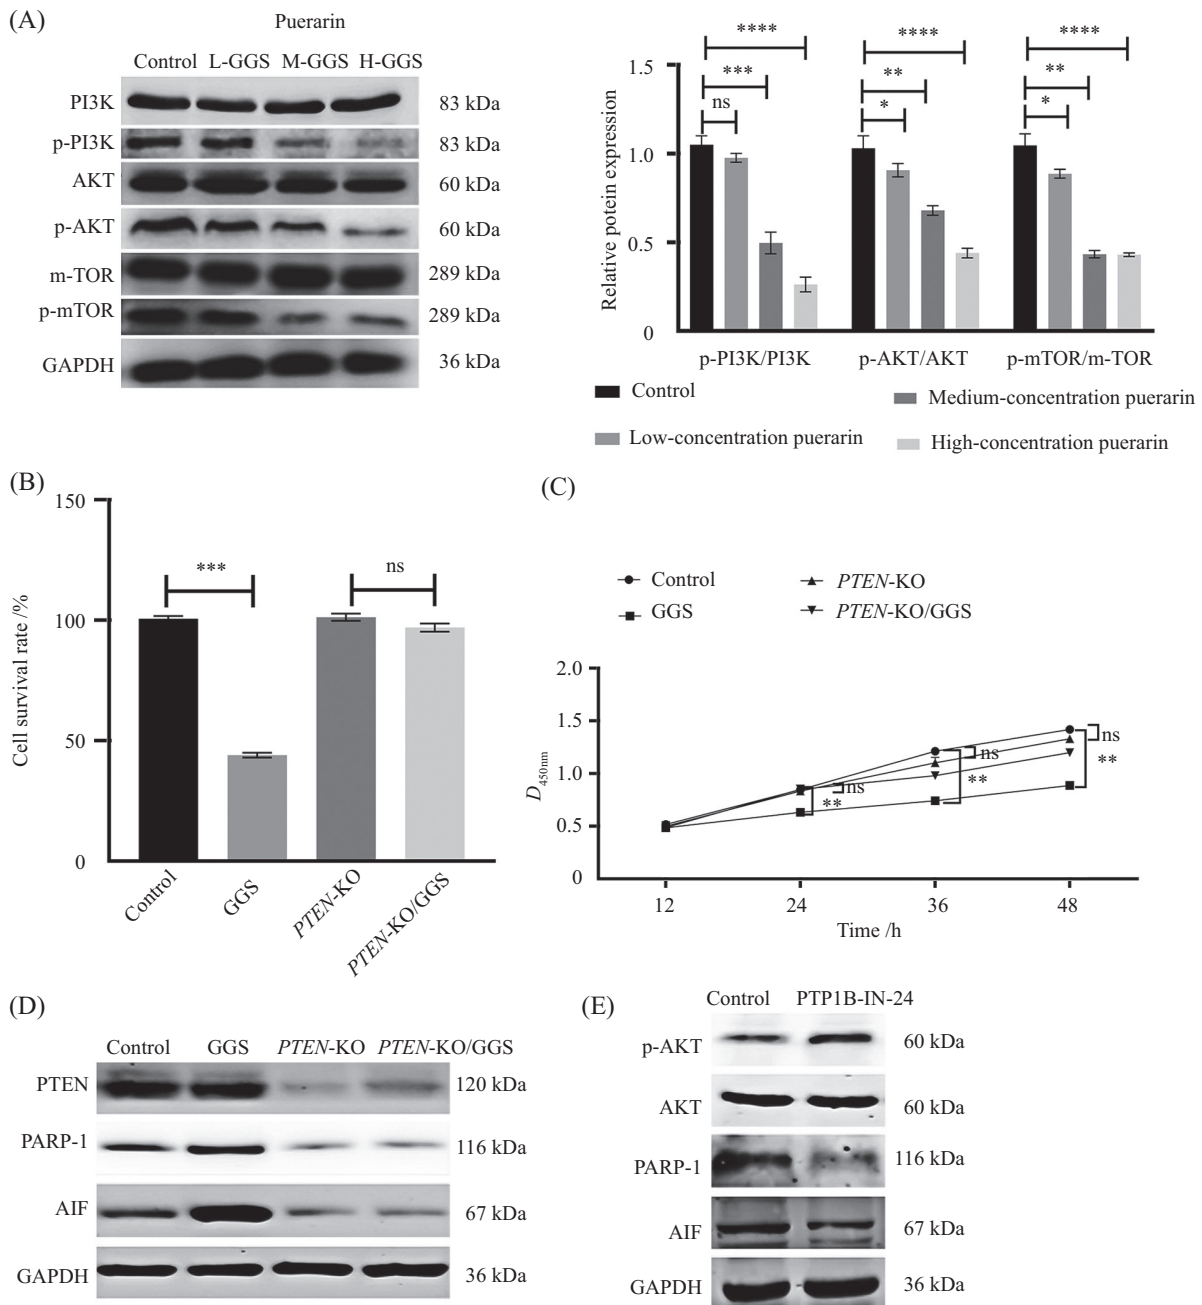 (A)
Puerarin
Control L-GGS M-GGS H-GGS
PI3K 83 kDa
p-PI3K 83 kDa
AKT 60 kDa
p-AKT 60 kDa
m-TOR 289 kDa
p-mTOR 289 kDa
GAPDH 36 kDa
**** **** ****
*** ** **
ns * *
1.5
1.0
0.5
0
Relative potein expression
p-PI3K/PI3K p-AKT/AKT p-mTOR/m-TOR
Control
Medium-concentration puerarin
Low-concentration puerarin
High-concentration puerarin
(B)
150
100
50
0
Cell survival rate /%
*** ns
Control GGS PTEN-KO PTEN-KO/GGS
(C)
Control PTEN-KO
GGS PTEN-KO/GGS
2.0
1.5
1.0
0.5
0
D450nm
ns
**
ns
**
ns
**
12 24 36 48
Time /h
(D)
Control GGS PTEN-KO PTEN-KO/GGS
PTEN 120 kDa
PARP-1 116 kDa
AIF 67 kDa
GAPDH 36 kDa
(E)
Control PTP1B-IN-24
p-AKT 60 kDa
AKT 60 kDa
PARP-1 116 kDa
AIF 67 kDa
GAPDH 36 kDa